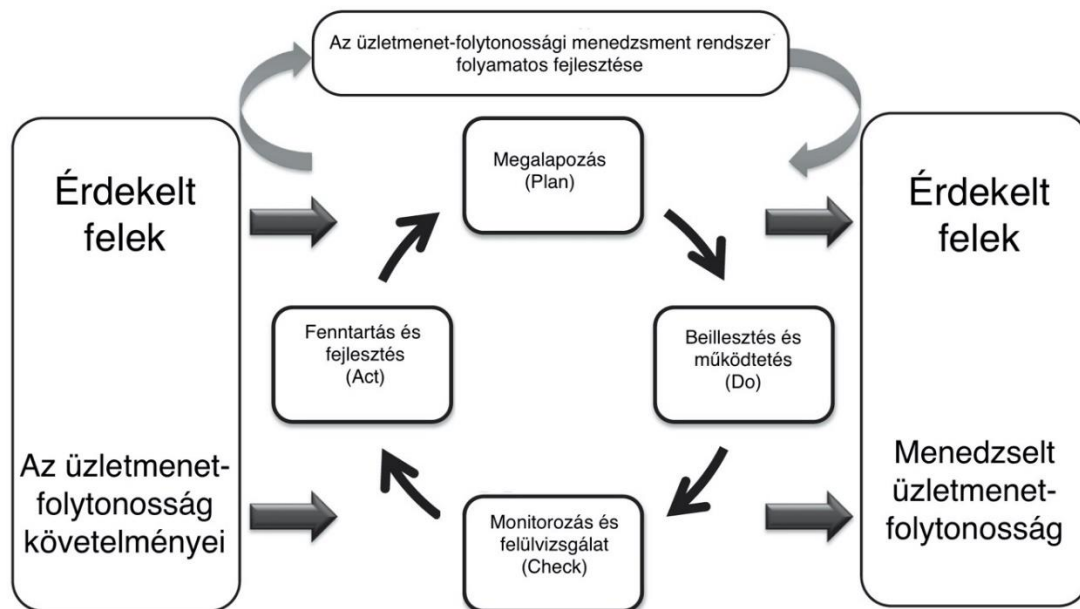 Az üzletmenet-folytonossági menedzsment rendszer
folyamatos fejlesztése
Érdekelt
felek
Az üzletmenet-
folytonosság
követelményei
Megalapozás
(Plan)
Fenntartás és
fejlesztés
(Act)
Beillesztés és
működtetés
(Do)
Monitorozás és
felülvizsgálat
(Check)
Érdekelt
felek
Menedzselt
üzletmenet-
folytonosság